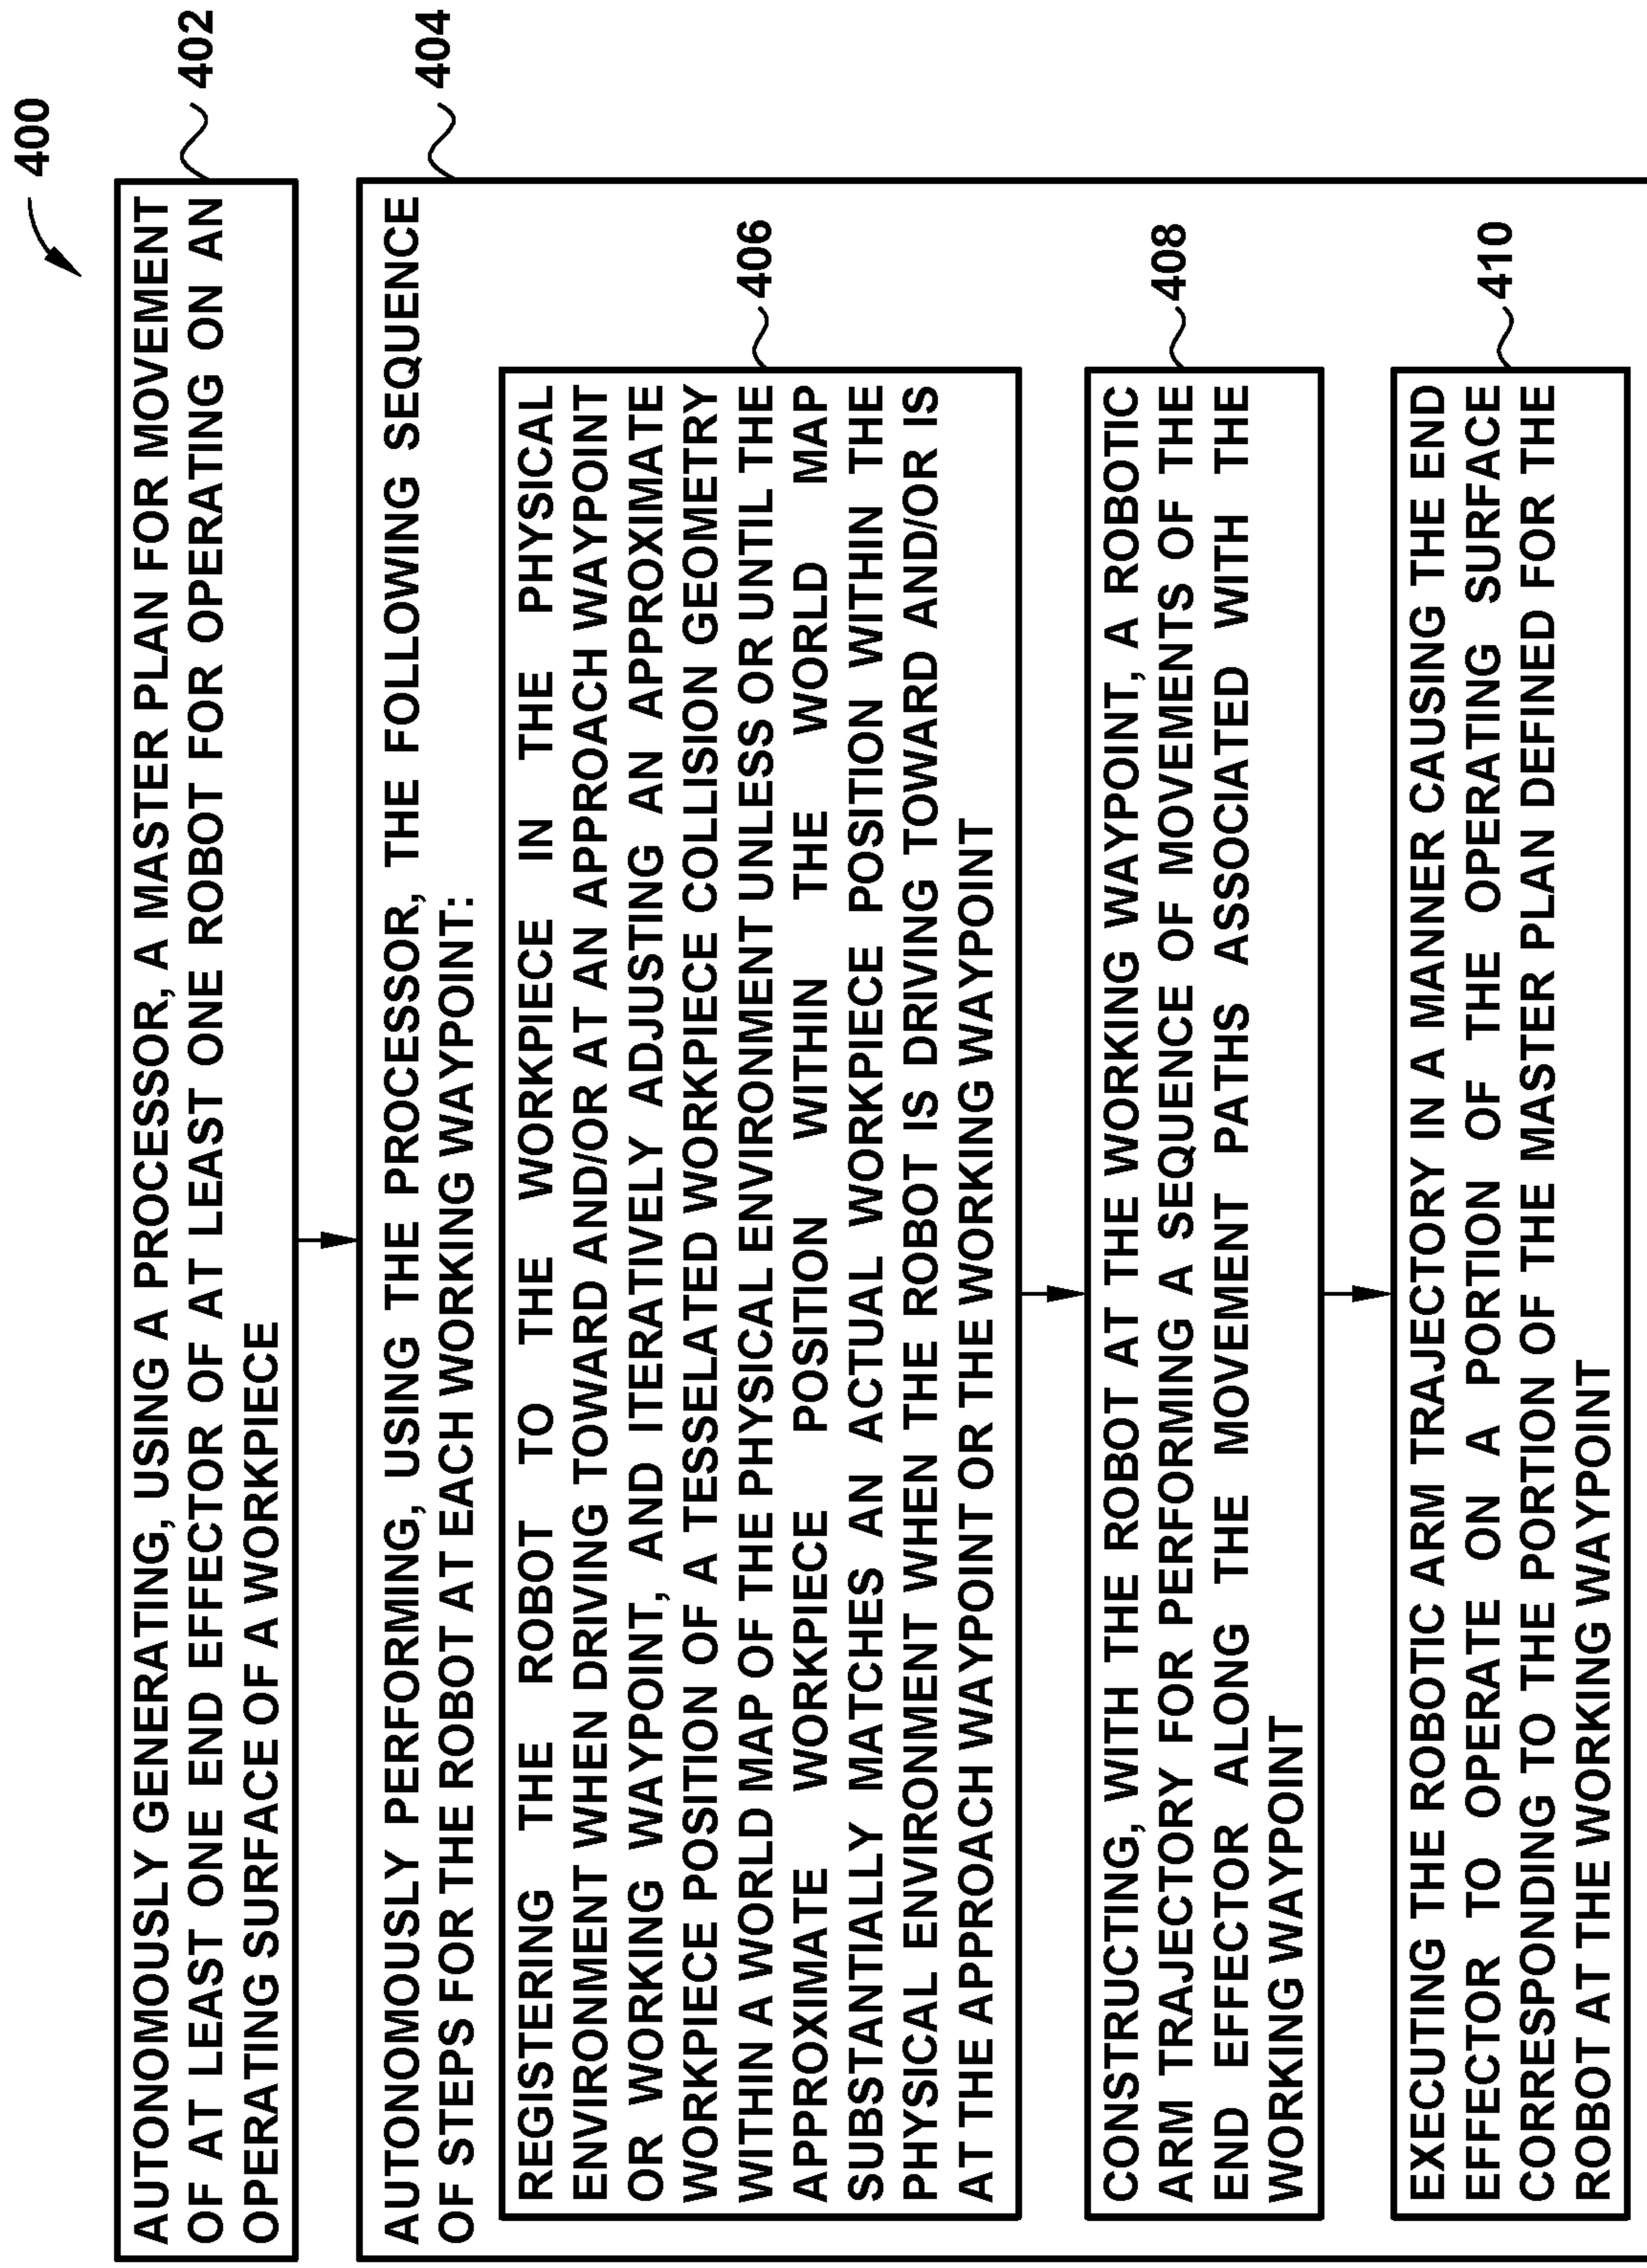 400
AUTONOMOUSLY GENERATING, USING A PROCESSOR, A MASTER PLAN FOR MOVEMENT
OF AT LEAST ONE END EFFECTOR OF AT LEAST ONE ROBOT FOR OPERATING ON AN
OPERATING SURFACE OF A WORKPIECE
402
AUTONOMOUSLY PERFORMING, USING THE PROCESSOR, THE FOLLOWING SEQUENCE
OF STEPS FOR THE ROBOT AT EACH WORKING WAYPOINT:
404
REGISTERING THE ROBOT TO THE WORKPIECE IN THE PHYSICAL
ENVIRONMENT WHEN DRIVING TOWARD AND/OR AT AN APPROACH WAYPOINT
OR WORKING WAYPOINT, AND ITERATIVELY ADJUSTING AN APPROXIMATE
WORKPIECE POSITION OF A TESSELATED WORKPIECE COLLISION GEOMETRY
WITHIN A WORLD MAP OF THE PHYSICAL ENVIRONMENT UNLESS OR UNTIL THE
APPROXIMATE WORKPIECE POSITION WITHIN THE WORLD MAP
SUBSTANTIALLY MATCHES AN ACTUAL WORKPIECE POSITION WITHIN THE
PHYSICAL ENVIRONMENT WHEN THE ROBOT IS DRIVING TOWARD AND/OR IS
AT THE APPROACH WAYPOINT OR THE WORKING WAYPOINT
406
CONSTRUCTING, WITH THE ROBOT AT THE WORKING WAYPOINT, A ROBOTIC
ARM TRAJECTORY FOR PERFORMING A SEQUENCE OF MOVEMENTS OF THE
END EFFECTOR ALONG THE MOVEMENT PATHS ASSOCIATED WITH THE
WORKING WAYPOINT
408
EXECUTING THE ROBOTIC ARM TRAJECTORY IN A MANNER CAUSING THE END
EFFECTOR TO OPERATE ON A PORTION OF THE OPERATING SURFACE
CORRESPONDING TO THE PORTION OF THE MASTER PLAN DEFINED FOR THE
ROBOT AT THE WORKING WAYPOINT
410